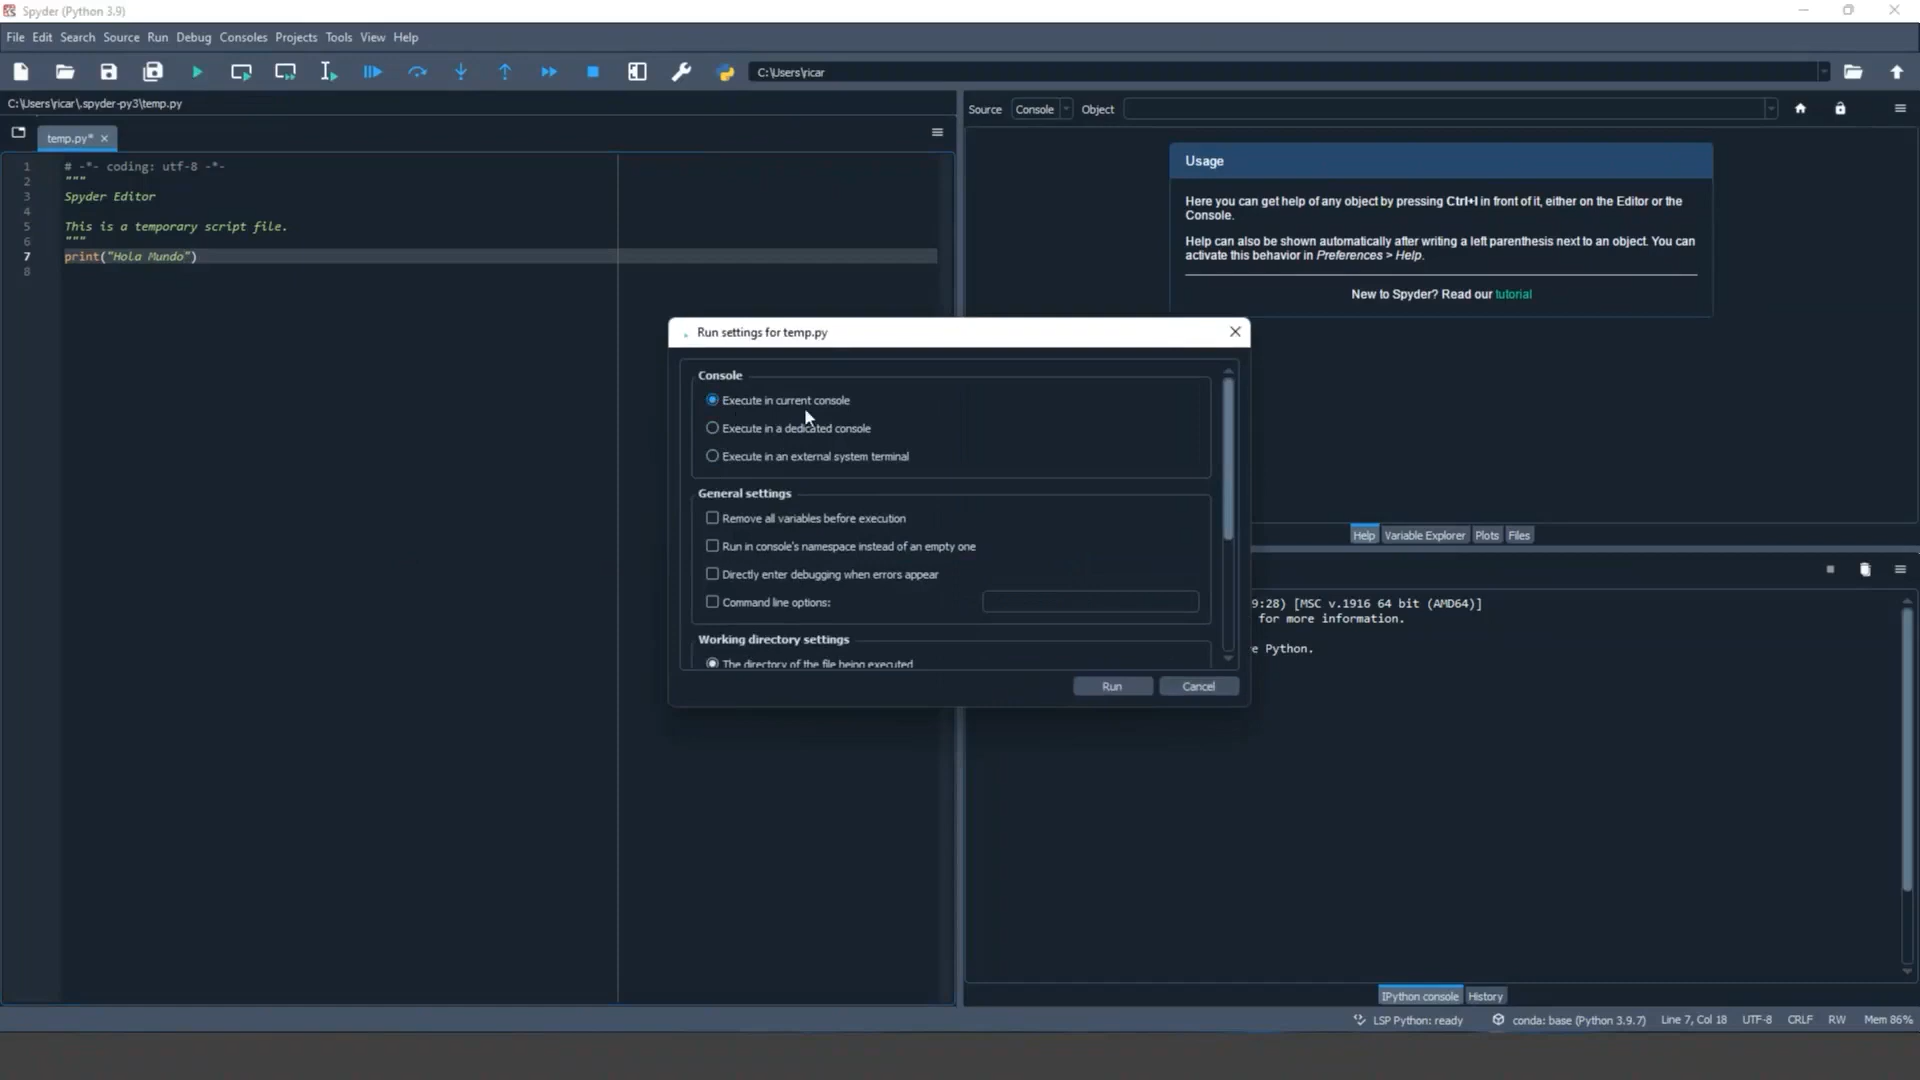 Spyder (Python 3.9)
File Edit Search Source Run Debug Consoles Projects Tools View Help
C:\Users\ricar
C:\Users\ricar\.spyder-py3\temp.py
temp.py*
1 # -*- coding: utf-8 -*-
2 """
3 Spyder Editor
4
5 This is a temporary script file.
6 """
7 print("Hola Mundo")
8
Source Console Object
Usage
Here you can get help of any object by pressing Ctrl+I in front of it, either on the Editor or the
Console.
Help can also be shown automatically after writing a left parenthesis next to an object. You can
activate this behavior in Preferences > Help.
New to Spyder? Read our tutorial
Help Variable Explorer Plots Files
Run settings for temp.py
Console
Execute in current console
Execute in a dedicated console
Execute in an external system terminal
General settings
Remove all variables before execution
Run in console's namespace instead of an empty one
Directly enter debugging when errors appear
Command line options:
Working directory settings
The directory of the file being executed
Run Cancel
9:28) [MSC v.1916 64 bit (AMD64)]
for more information.
e Python.
IPython console History
LSP Python: ready conda: base (Python 3.9.7) Line 7, Col 18 UTF-8 CRLF RW Mem 86%